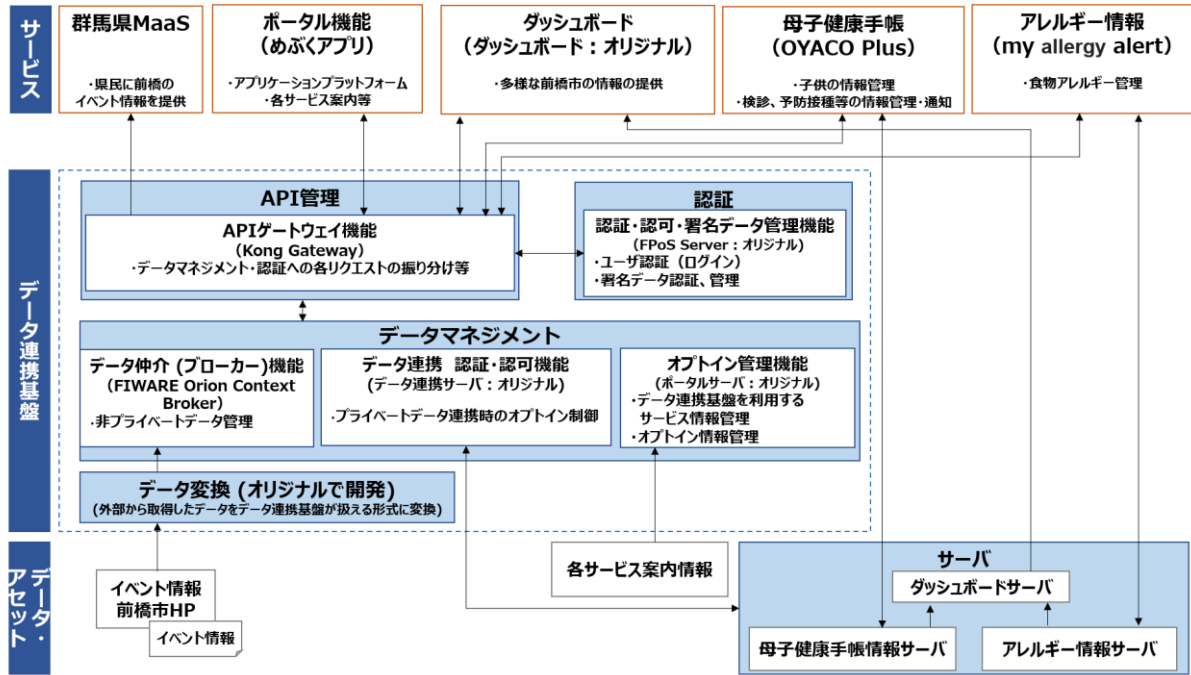 サービス
群馬県MaaS
・県民に前橋の
イベント情報を提供
ポータル機能
(めぶくアプリ)
・アプリケーションプラットフォーム
・各サービス案内等
ダッシュボード
(ダッシュボード：オリジナル)
・多様な前橋市の情報の提供
母子健康手帳
(OYACO Plus)
・子供の情報管理
・検診、予防接種等の情報管理・通知
アレルギー情報
(my allergy alert)
・食物アレルギー管理
データ連携基盤
API管理
APIゲートウェイ機能
(Kong Gateway)
・データマネジメント・認証への各リクエストの振り分け等
認証
認証・認可・署名データ管理機能
(FPoS Server：オリジナル)
・ユーザ認証（ログイン）
・署名データ認証、管理
データマネジメント
データ仲介 (ブローカー)機能
(FIWARE Orion Context
Broker)
・非プライベートデータ管理
データ連携 認証・認可機能
(データ連携サーバ：オリジナル)
・プライベートデータ連携時のオプトイン制御
オプトイン管理機能
(ポータルサーバ：オリジナル)
・データ連携基盤を利用する
サービス情報管理
・オプトイン情報管理
データ変換 (オリジナルで開発)
(外部から取得したデータをデータ連携基盤が扱える形式に変換)
データ・
アセット
イベント情報
前橋市HP
イベント情報
各サービス案内情報
サーバ
ダッシュボードサーバ
母子健康手帳情報サーバ
アレルギー情報サーバ